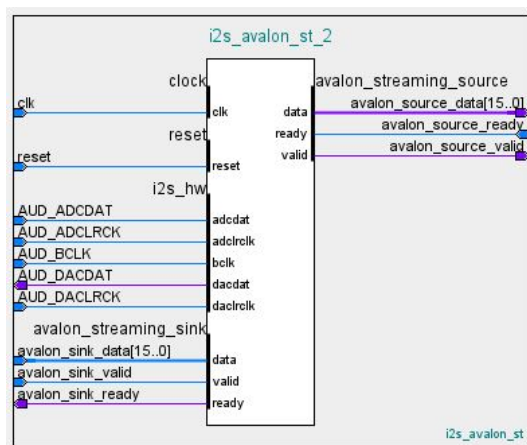 i2s_avalon_st_2
clock
avalon_streaming_source
clk
clk
data
avalon_source_data[15..0]
reset
ready
avalon_source_ready
valid
avalon_source_valid
reset
reset
i2s_hw
AUD_ADCDAT
adcdat
AUD_ADCLRCK
adclrclk
AUD_BCLK
bclk
AUD_DACDAT
dacdat
AUD_DACLRCK
daclrclk
avalon_streaming_sink
avalon_sink_data[15..0]
data
avalon_sink_valid
valid
avalon_sink_ready
ready
i2s_avalon_st